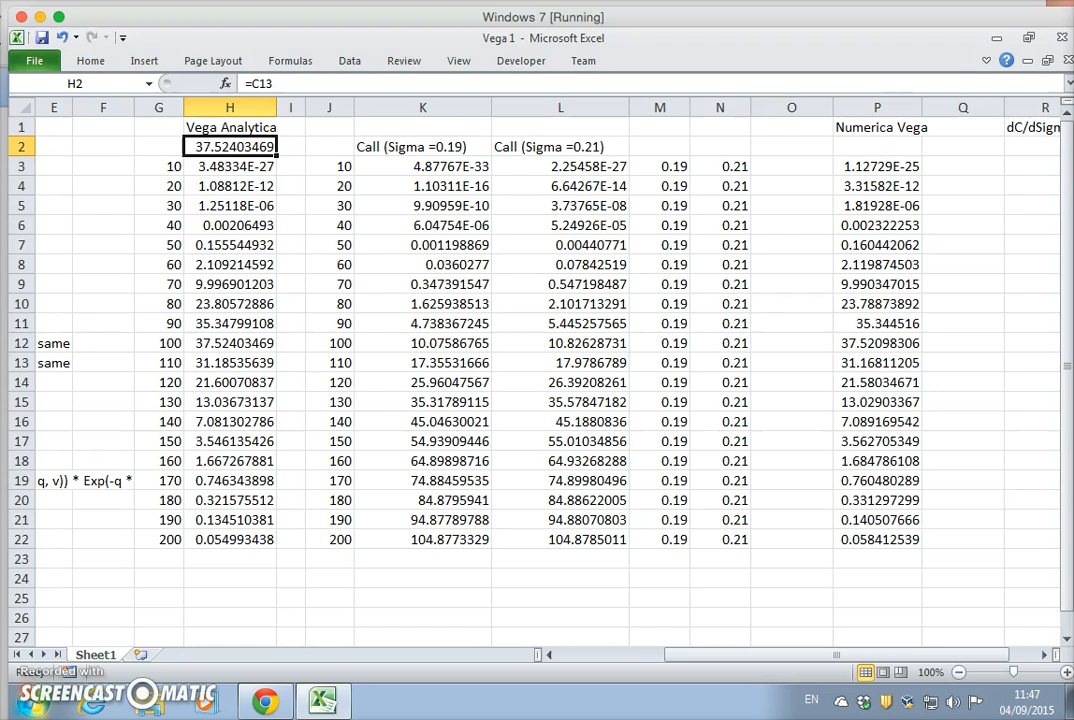 Windows 7 [Running]
Vega 1 - Microsoft Excel
File Home Insert Page Layout Formulas Data Review View Developer Team
H2 fx =C13
E F G H I J K L M N O P Q R
1 Vega Analytica Numerica Vega dC/dSign
2 37.52403469 Call (Sigma =0.19) Call (Sigma =0.21)
3 10 3.48334E-27 10 4.87767E-33 2.25458E-27 0.19 0.21 1.12729E-25
4 20 1.08812E-12 20 1.10311E-16 6.64267E-14 0.19 0.21 3.31582E-12
5 30 1.25118E-06 30 9.90959E-10 3.73765E-08 0.19 0.21 1.81928E-06
6 40 0.00206493 40 6.04754E-06 5.24926E-05 0.19 0.21 0.002322253
7 50 0.155544932 50 0.001198869 0.00440771 0.19 0.21 0.160442062
8 60 2.109214592 60 0.0360277 0.07842519 0.19 0.21 2.119874503
9 70 9.996901203 70 0.347391547 0.547198487 0.19 0.21 9.990347015
10 80 23.80572886 80 1.625938513 2.101713291 0.19 0.21 23.78873892
11 90 35.34799108 90 4.738367245 5.445257565 0.19 0.21 35.344516
12 same 100 37.52403469 100 10.07586765 10.82628731 0.19 0.21 37.52098306
13 same 110 31.18535639 110 17.35531666 17.9786789 0.19 0.21 31.16811205
14 120 21.60070837 120 25.96047567 26.39208261 0.19 0.21 21.58034671
15 130 13.03673137 130 35.31789115 35.57847182 0.19 0.21 13.02903367
16 140 7.081302786 140 45.04630021 45.1880836 0.19 0.21 7.089169542
17 150 3.546135426 150 54.93909446 55.01034856 0.19 0.21 3.562705349
18 160 1.667267881 160 64.89898716 64.93268288 0.19 0.21 1.684786108
19 q, v)) * Exp(-q * 170 0.746343898 170 74.88459535 74.89980496 0.19 0.21 0.760480289
20 180 0.321575512 180 84.8795941 84.88622005 0.19 0.21 0.331297299
21 190 0.134510381 190 94.87789788 94.88070803 0.19 0.21 0.140507666
22 200 0.054993438 200 104.8773329 104.8785011 0.19 0.21 0.058412539
23
24
25
26
27
Sheet1
100%
Recorded with
SCREENCAST-O-MATIC
EN 11:47
04/09/2015